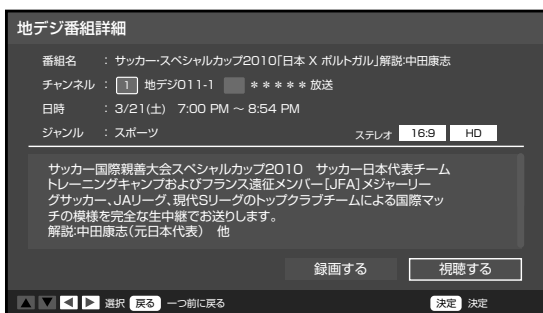 地デジ番組詳細
番組名 : サッカー・スペシャルカップ2010「日本 X ポルトガル」解説:中田康志
チャンネル : 1 地デジ011-1 ＊＊＊＊＊放送
日時 : 3/21(土) 7:00 PM ～ 8:54 PM
ジャンル : スポーツ ステレオ 16:9 HD
サッカー国際親善大会スペシャルカップ2010 サッカー日本代表チーム
トレーニングキャンプおよびフランス遠征メンバー[JFA]メジャーリー
グサッカー、JAリーグ、現代Sリーグのトップクラブチームによる国際マッ
チの模様を完全な生中継でお送りします。
解説:中田康志(元日本代表) 他
録画する 視聴する
▲ ▼ ◀ ▶ 選択 戻る 一つ前に戻る 決定 決定